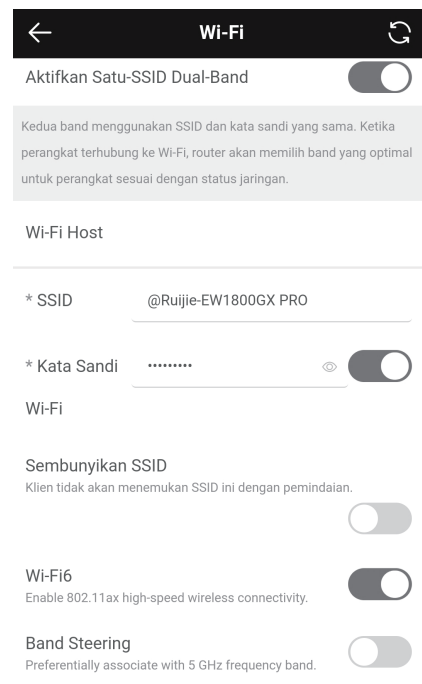 Wi-Fi
Aktifkan Satu-SSID Dual-Band
Kedua band menggunakan SSID dan kata sandi yang sama. Ketika
perangkat terhubung ke Wi-Fi, router akan memilih band yang optimal
untuk perangkat sesuai dengan status jaringan.
Wi-Fi Host
* SSID @Ruijie-EW1800GX PRO
* Kata Sandi •••••••••
Wi-Fi
Sembunyikan SSID
Klien tidak akan menemukan SSID ini dengan pemindaian.
Wi-Fi6
Enable 802.11ax high-speed wireless connectivity.
Band Steering
Preferentially associate with 5 GHz frequency band.